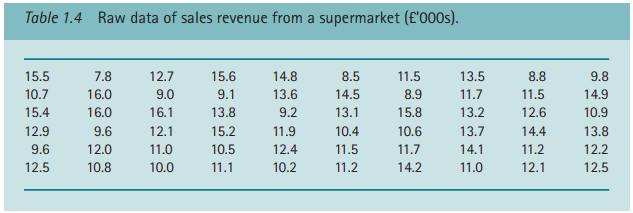 Table 1.4 Raw data of sales revenue from a supermarket (£'000s).
15.5 7.8 12.7 15.6 14.8 8.5 11.5 13.5 8.8 9.8
10.7 16.0 9.0 9.1 13.6 14.5 8.9 11.7 11.5 14.9
15.4 16.0 16.1 13.8 9.2 13.1 15.8 13.2 12.6 10.9
12.9 9.6 12.1 15.2 11.9 10.4 10.6 13.7 14.4 13.8
9.6 12.0 11.0 10.5 12.4 11.5 11.7 14.1 11.2 12.2
12.5 10.8 10.0 11.1 10.2 11.2 14.2 11.0 12.1 12.5